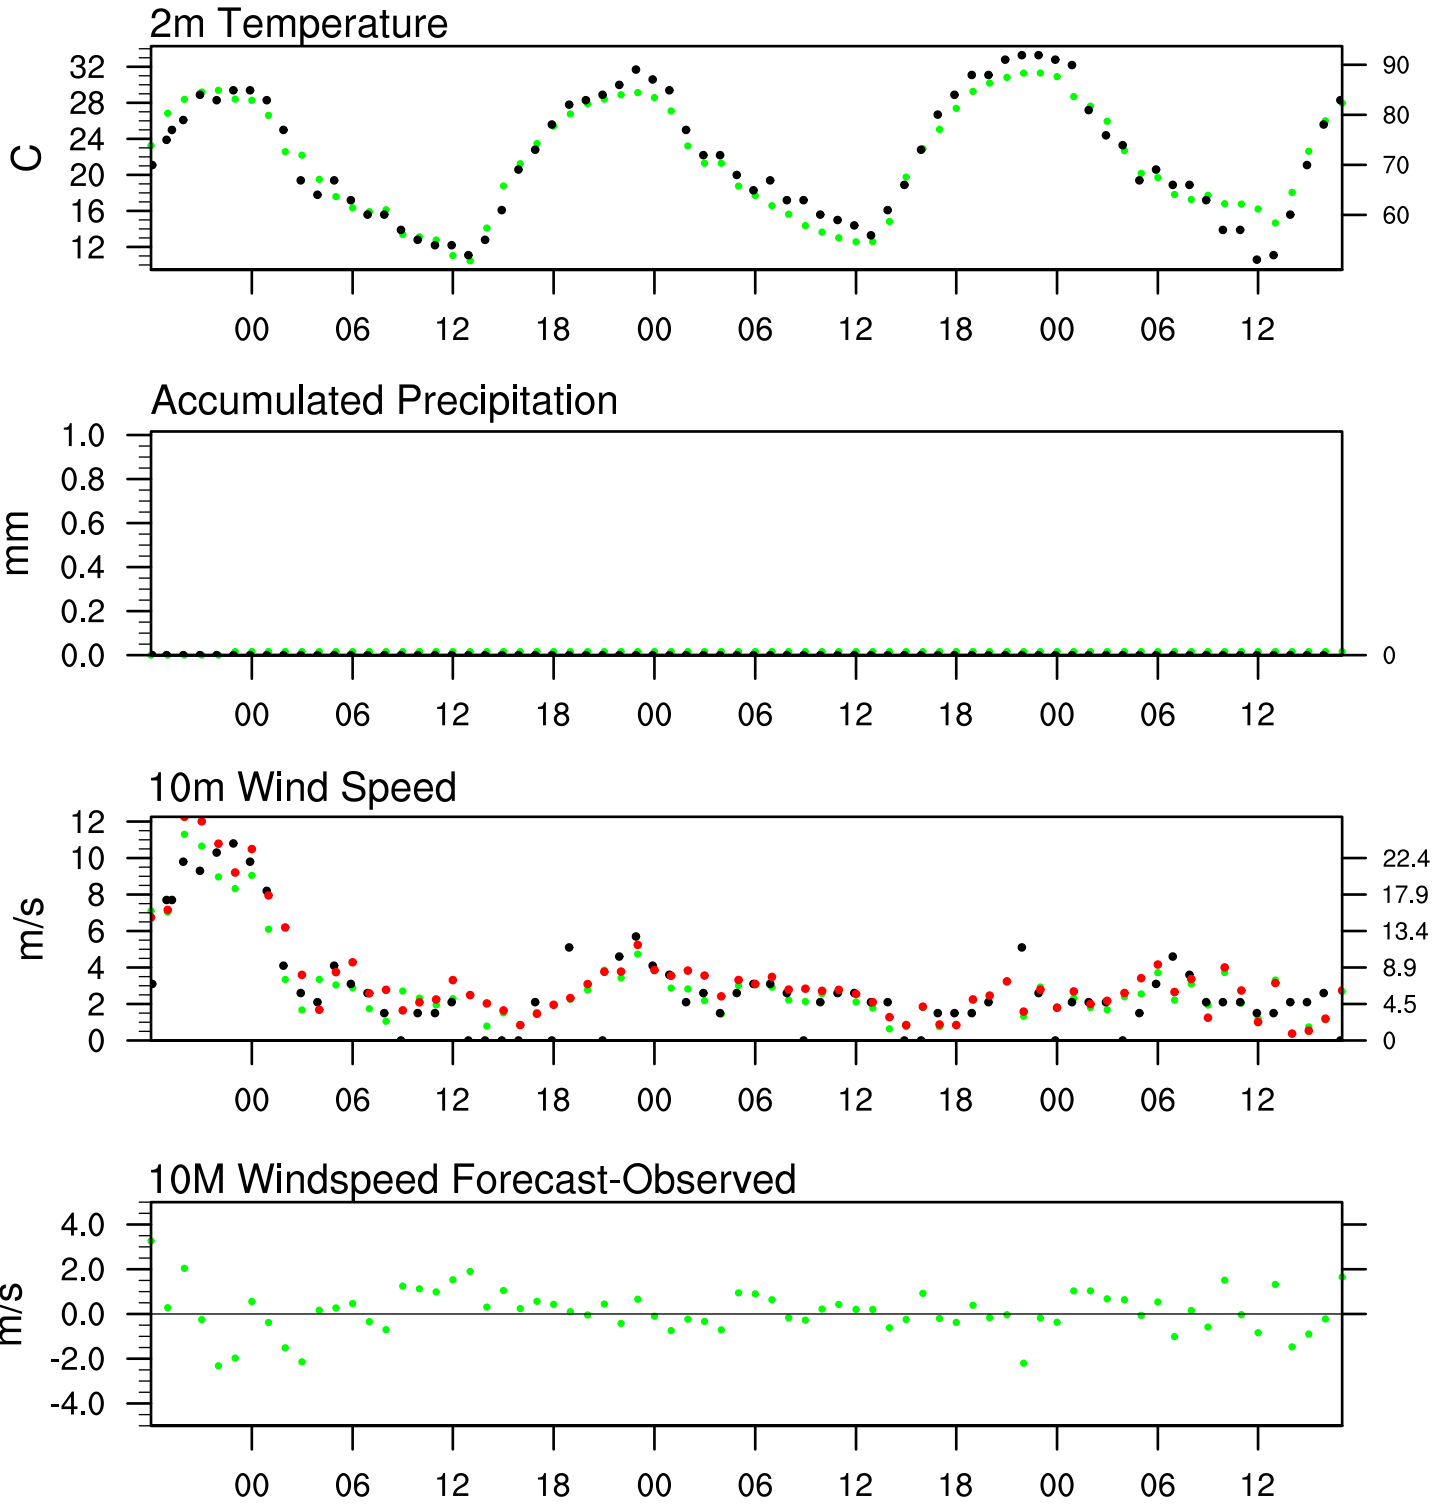 2m Temperature
32
28
24
20
16
12
C
90
80
70
60
00 06 12 18 00 06 12 18 00 06 12
Accumulated Precipitation
1.0
0.8
0.6
0.4
0.2
0.0
mm
0
00 06 12 18 00 06 12 18 00 06 12
10m Wind Speed
12
10
8
6
4
2
0
m/s
22.4
17.9
13.4
8.9
4.5
0
00 06 12 18 00 06 12 18 00 06 12
10M Windspeed Forecast-Observed
4.0
2.0
0.0
-2.0
-4.0
m/s
00 06 12 18 00 06 12 18 00 06 12